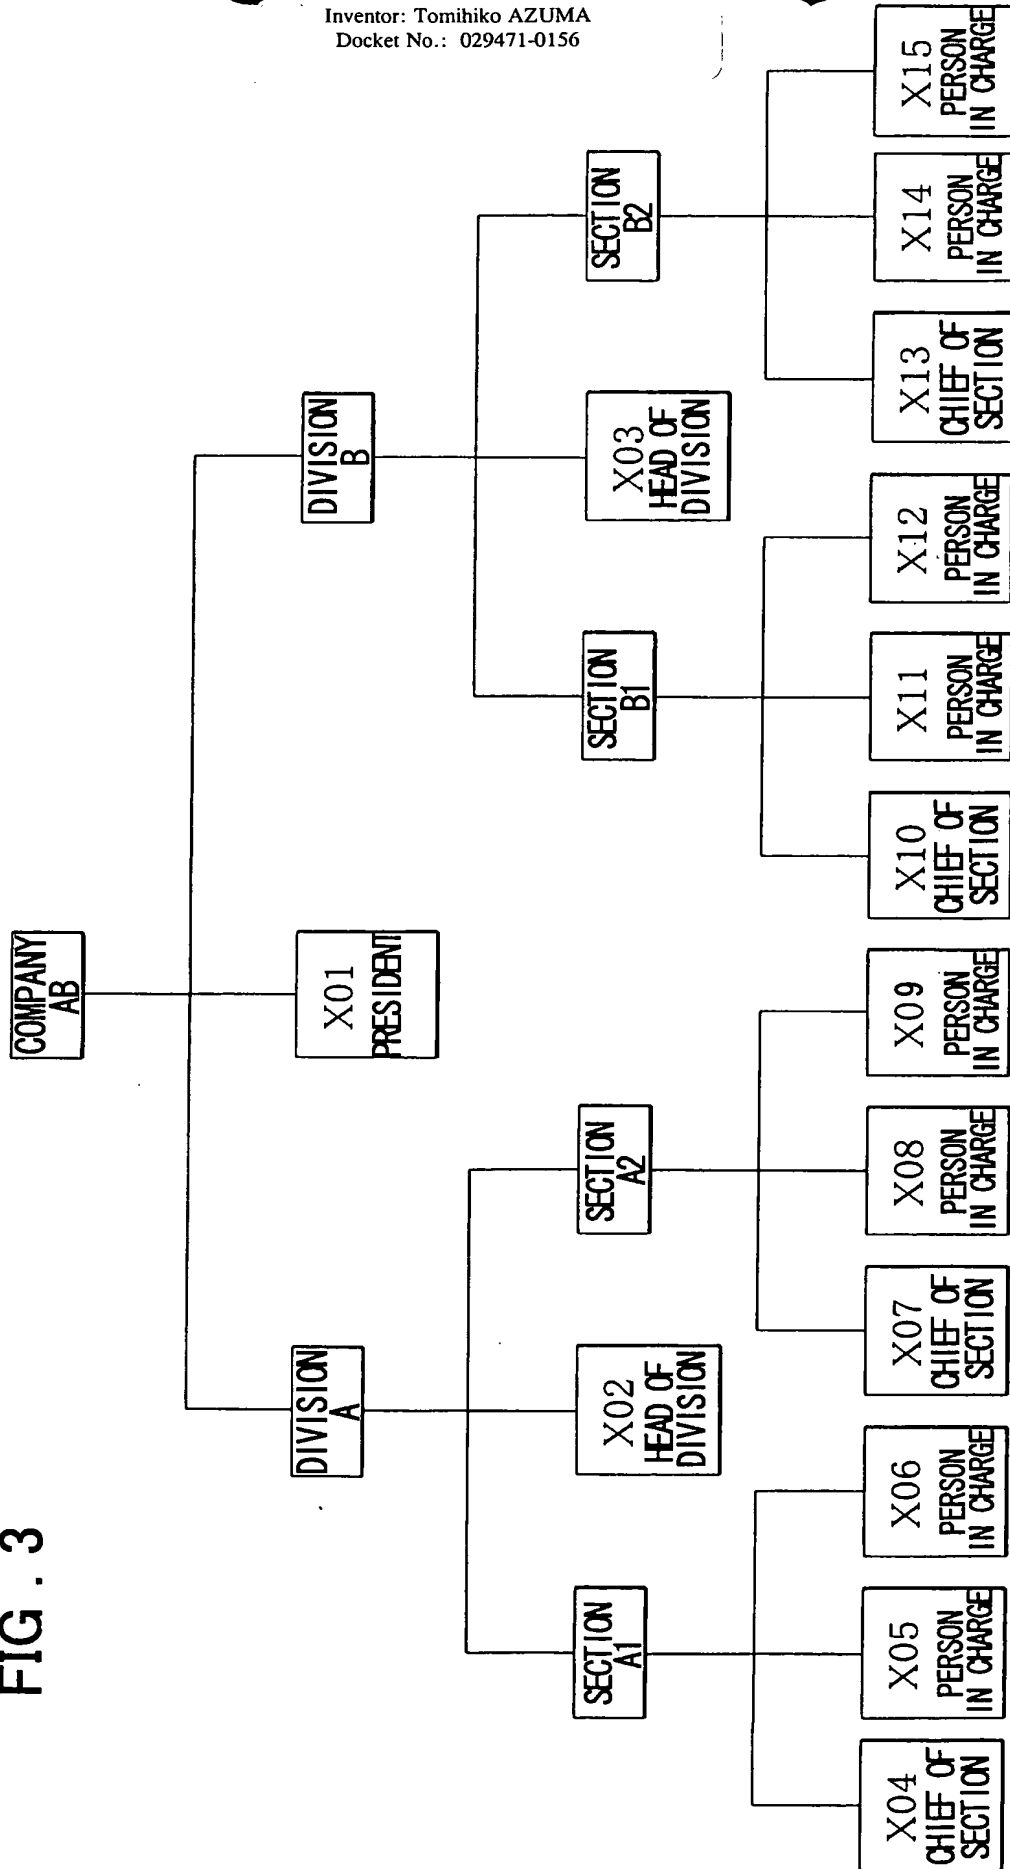 Inventor: Tomihiko AZUMA
Docket No.: 029471-0156
FIG. 3
COMPANY
AB
DIVISION
A
X01
PRESIDENT
DIVISION
B
SECTION
A1
X02
HEAD OF
DIVISION
SECTION
A2
SECTION
B1
X03
HEAD OF
DIVISION
SECTION
B2
X04
CHIEF OF
SECTION
X05
PERSON
IN CHARGE
X06
PERSON
IN CHARGE
X07
CHIEF OF
SECTION
X08
PERSON
IN CHARGE
X09
PERSON
IN CHARGE
X10
CHIEF OF
SECTION
X11
PERSON
IN CHARGE
X12
PERSON
IN CHARGE
X13
CHIEF OF
SECTION
X14
PERSON
IN CHARGE
X15
PERSON
IN CHARGE